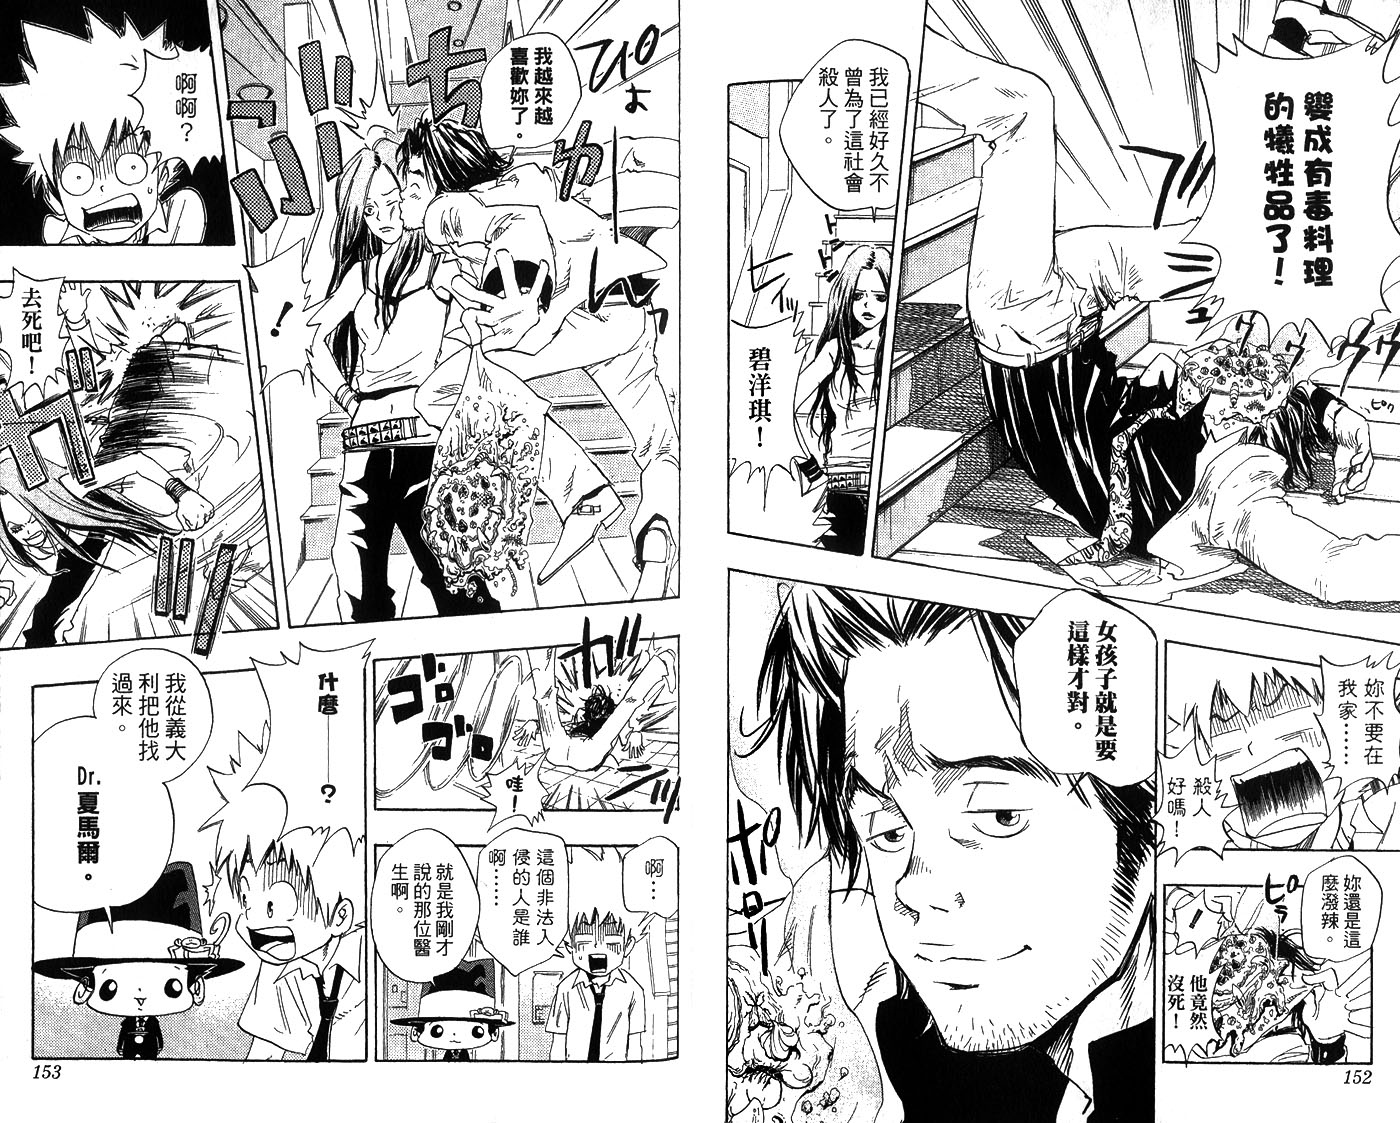 變成有毒料理
的犧牲品了！
我已經好久不
曾為了這社會
殺人了。
碧洋琪！
妳不要在
我家……
殺人
好嗎！
女孩子就是要
這樣才對。
妳還是這
麼潑辣。
！
他竟然
沒死！
152
我越來越
喜歡妳了。
！
啊
啊？
去死吧！
哇！
啊…
這個非法入
侵的人是誰
啊……
就是我剛才
說的那位醫
生啊。
什麼——？
我從義大
利把他找
過來。
Dr.夏馬爾。
153